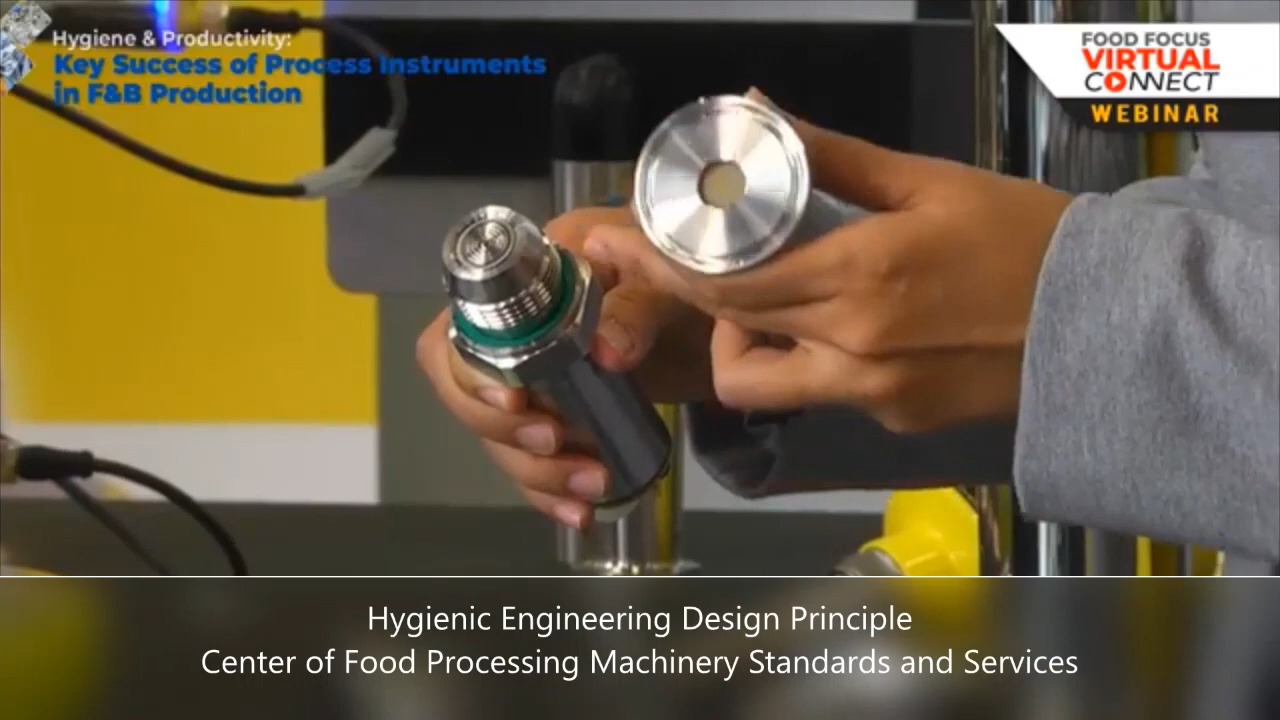 Hygiene & Productivity:
Key Success of Process Instruments
in F&B Production
FOOD FOCUS
VIRTUAL
CONNECT
WEBINAR
Hygienic Engineering Design Principle
Center of Food Processing Machinery Standards and Services